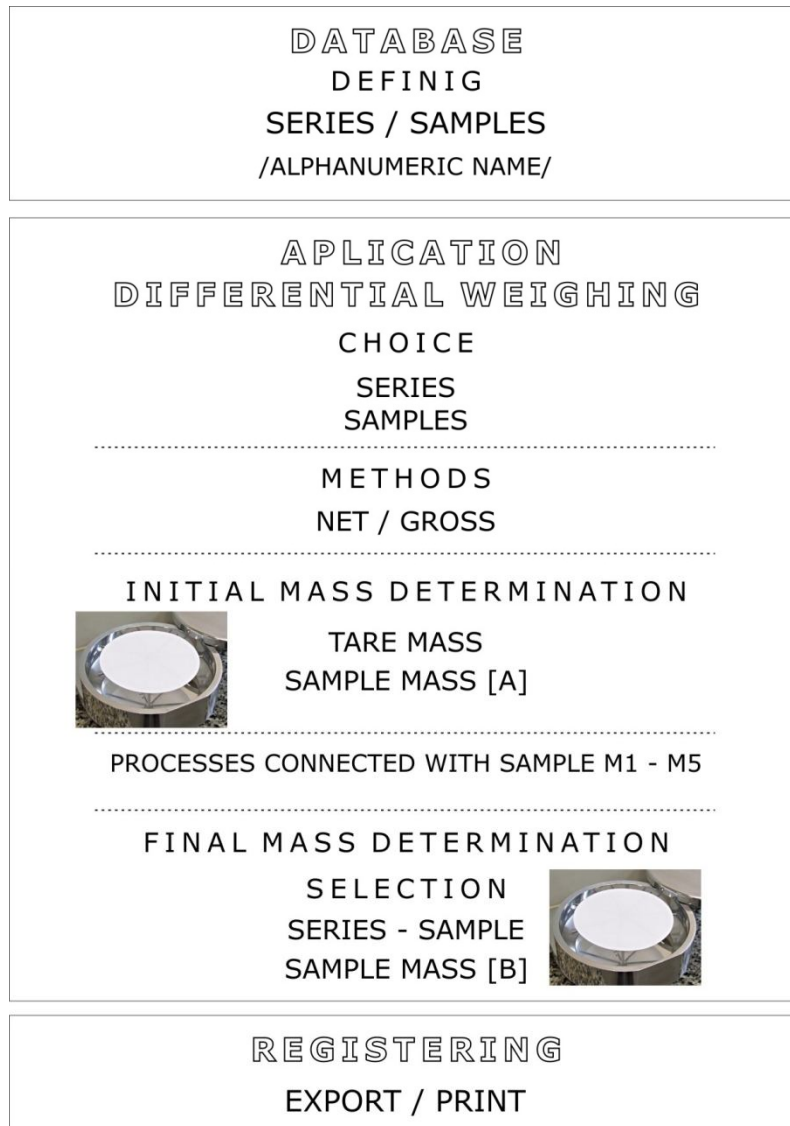 DATABASE
DEFINIG
SERIES / SAMPLES
/ALPHANUMERIC NAME/
APLICATION
DIFFERENTIAL WEIGHING
CHOICE
SERIES
SAMPLES
METHODS
NET / GROSS
INITIAL MASS DETERMINATION
TARE MASS
SAMPLE MASS [A]
PROCESSES CONNECTED WITH SAMPLE M1 - M5
FINAL MASS DETERMINATION
SELECTION
SERIES - SAMPLE
SAMPLE MASS [B]
REGISTERING
EXPORT / PRINT